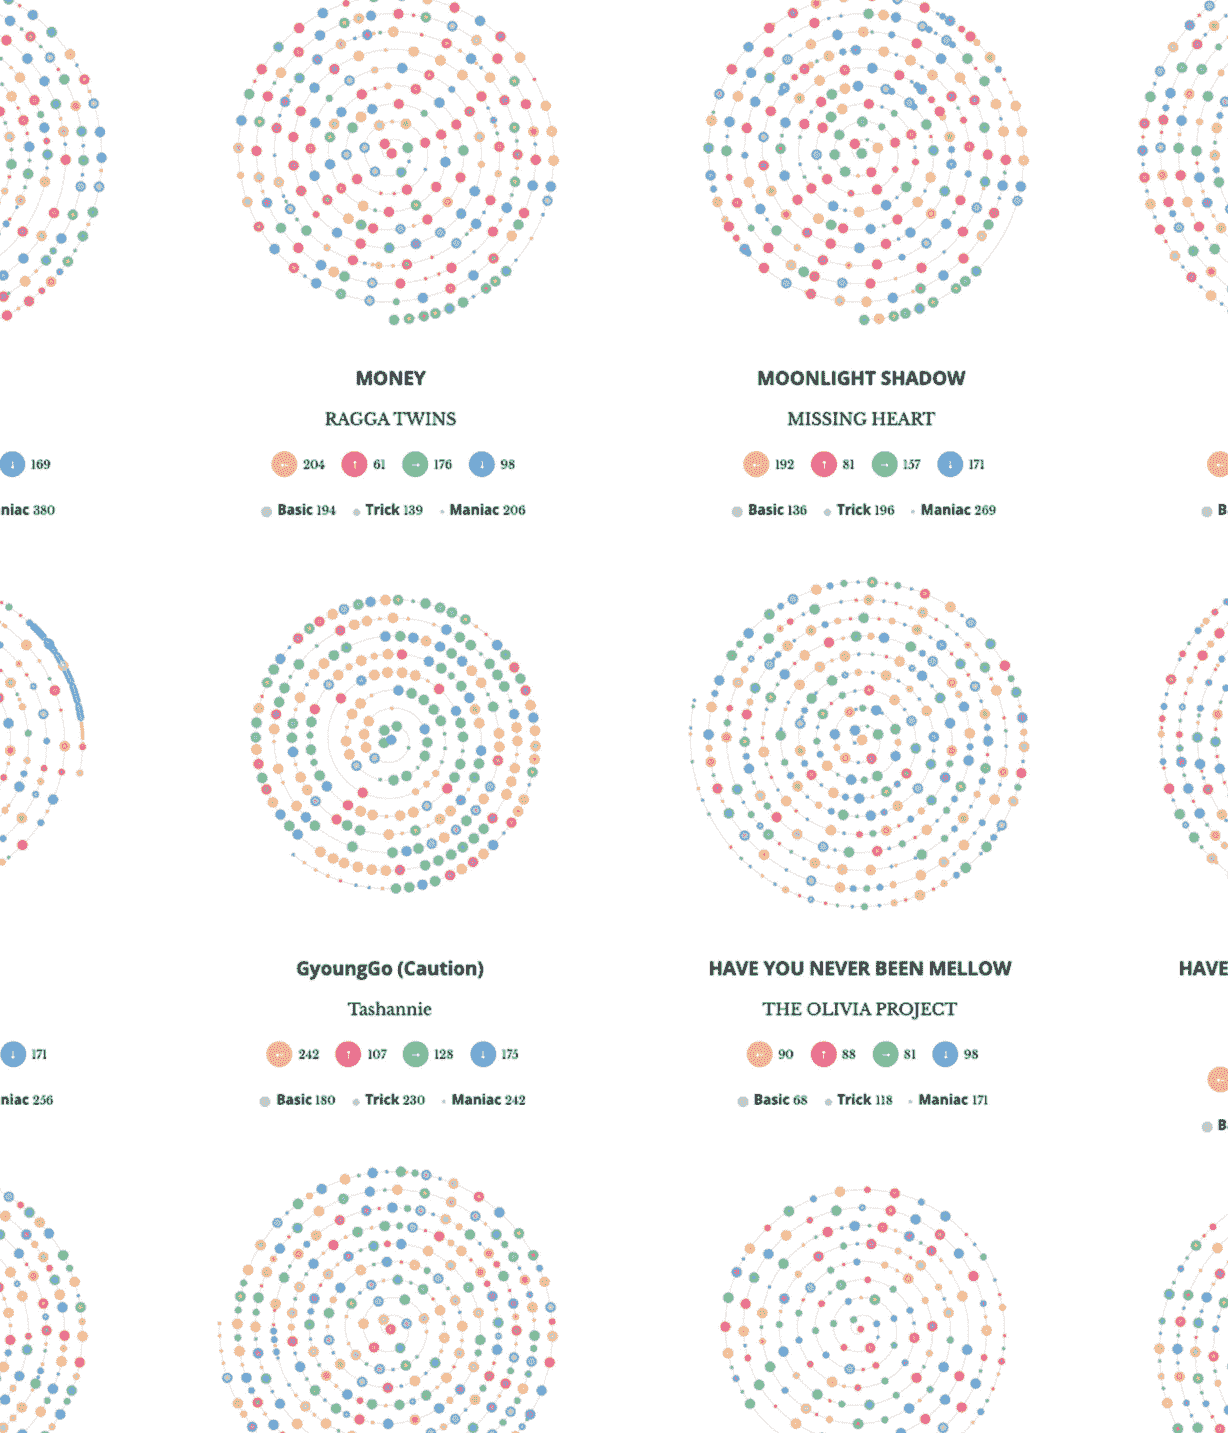 MONEY
RAGGA TWINS
← 204 ↑ 61 → 176 ↓ 98
Basic 194 Trick 139 Maniac 206
MOONLIGHT SHADOW
MISSING HEART
← 192 ↑ 81 → 157 ↓ 171
Basic 136 Trick 196 Maniac 269
↓ 169
niac 380
B
GyoungGo (Caution)
Tashannie
← 242 ↑ 107 → 128 ↓ 175
Basic 180 Trick 230 Maniac 242
HAVE YOU NEVER BEEN MELLOW
THE OLIVIA PROJECT
← 90 ↑ 88 → 81 ↓ 98
Basic 68 Trick 118 Maniac 171
↓ 171
niac 256
HAVE
B